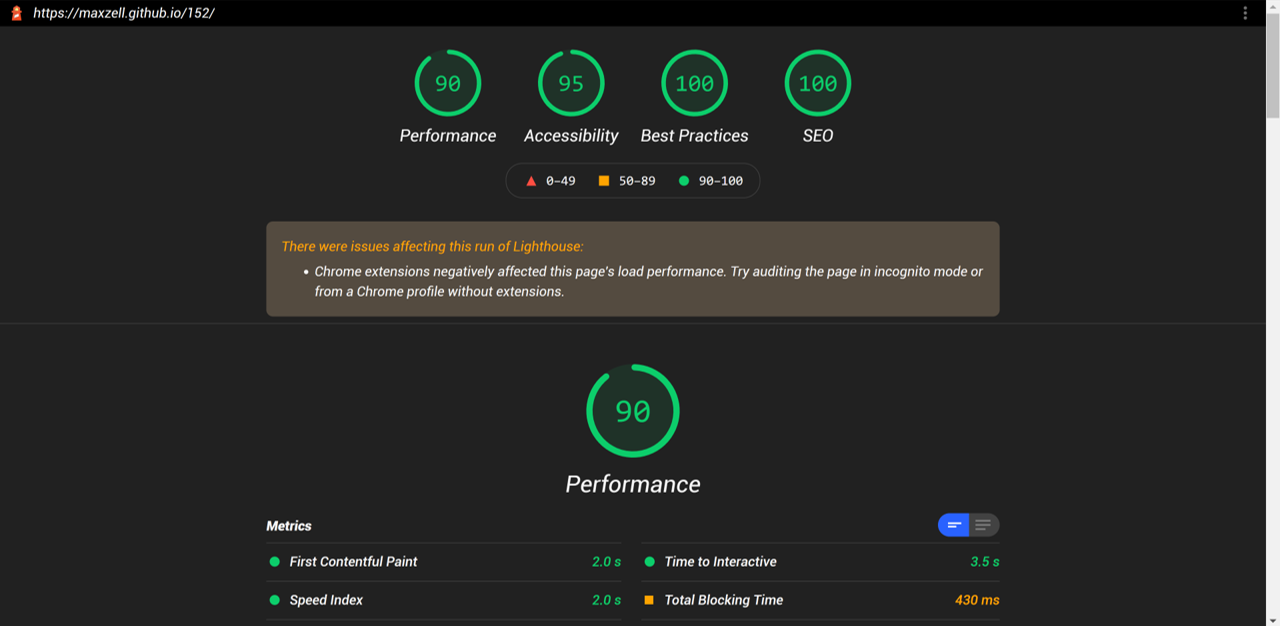 https://maxzell.github.io/152/
90 95 100 100
Performance Accessibility Best Practices SEO
0–49 50–89 90–100
There were issues affecting this run of Lighthouse:
• Chrome extensions negatively affected this page's load performance. Try auditing the page in incognito mode or
from a Chrome profile without extensions.
90
Performance
Metrics
First Contentful Paint 2.0 s Time to Interactive 3.5 s
Speed Index 2.0 s Total Blocking Time 430 ms